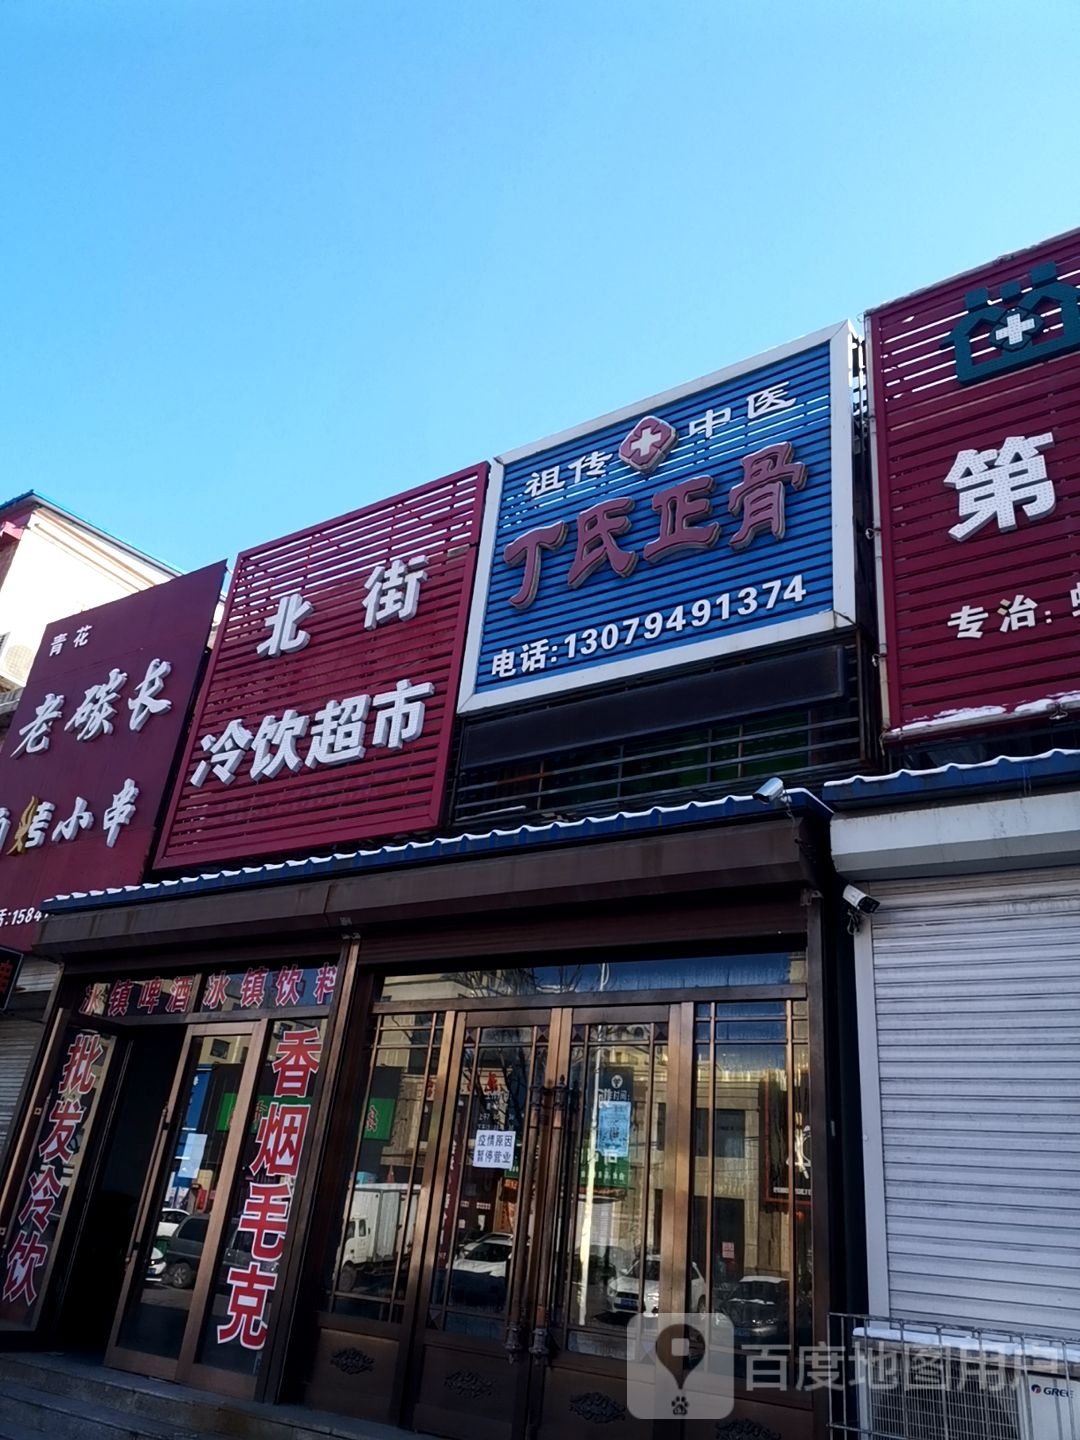 青花
老碳长
烤小串
15847
北街
冷饮超市
祖传 中医
丁氏正骨
电话:13079491374
第
专治:
冰镇啤酒冰镇饮料
批发冷饮
香烟毛克
疫情原因
暂停营业
GREE
百度地图用户